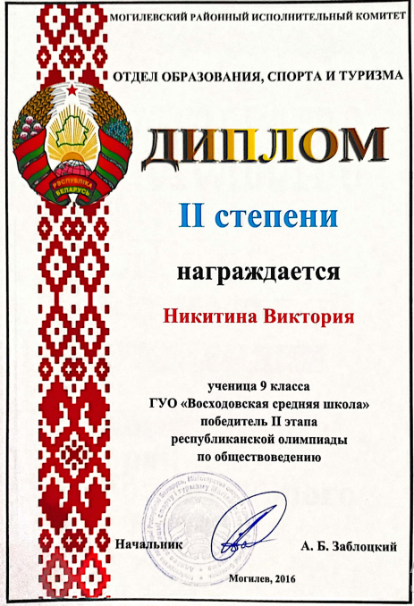 МОГИЛЕВСКИЙ РАЙОННЫЙ ИСПОЛНИТЕЛЬНЫЙ КОМИТЕТ
ОТДЕЛ ОБРАЗОВАНИЯ, СПОРТА И ТУРИЗМА
РЭСПУБЛІКА
БЕЛАРУСЬ
ДИПЛОМ
II степени
награждается
Никитина Виктория
ученица 9 класса
ГУО «Восходовская средняя школа»
победитель II этапа
республиканской олимпиады
по обществоведению
Начальник А. Б. Заблоцкий
Могилев, 2016